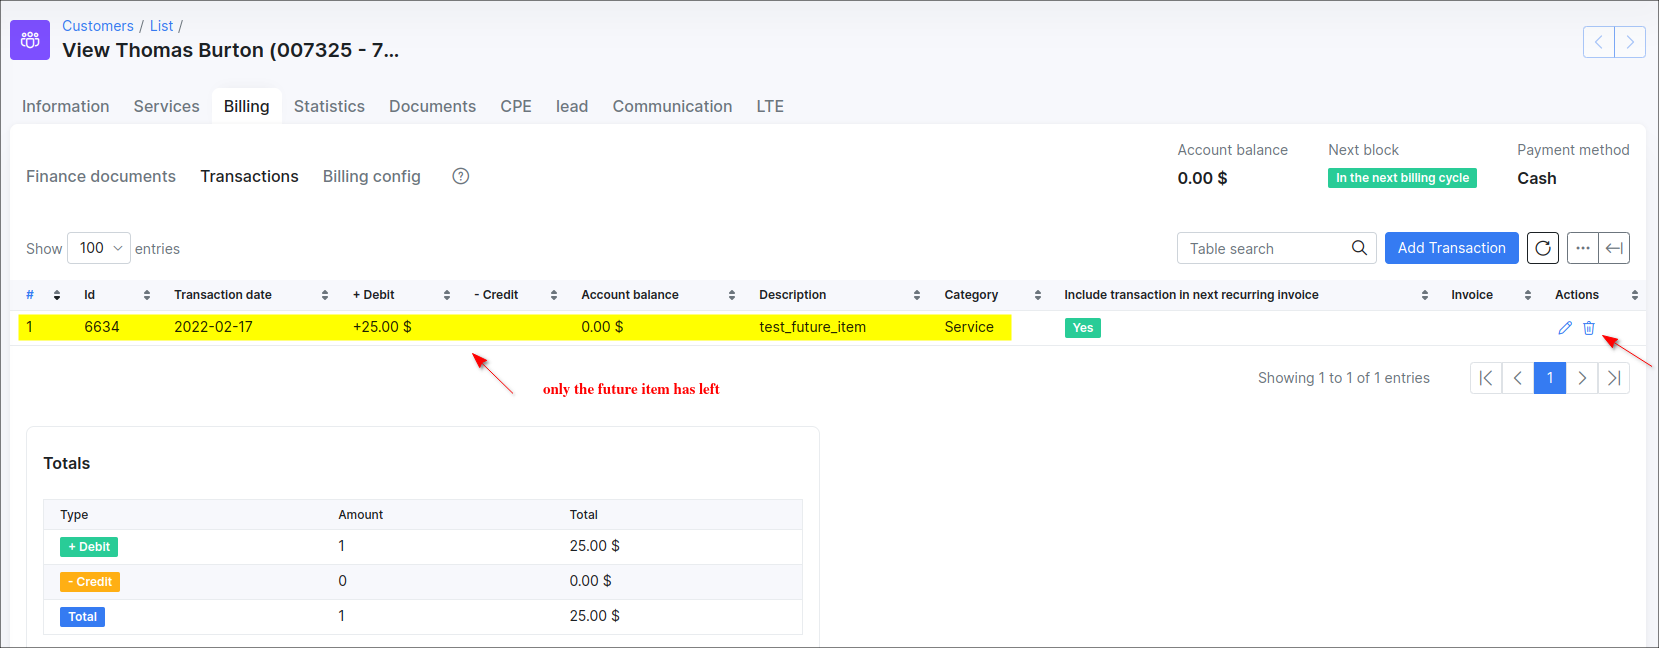 Customers / List /
View Thomas Burton (007325 - 7...
Information Services Billing Statistics Documents CPE lead Communication LTE
Account balance Next block Payment method
Finance documents Transactions Billing config ?
0.00 $ In the next billing cycle Cash
Show 100 entries Table search Add Transaction
# Id Transaction date + Debit - Credit Account balance Description Category Include transaction in next recurring invoice Invoice Actions
1 6634 2022-02-17 +25.00 $ 0.00 $ test_future_item Service Yes
Showing 1 to 1 of 1 entries 1
only the future item has left
Totals
Type Amount Total
+ Debit 1 25.00 $
- Credit 0 0.00 $
Total 1 25.00 $